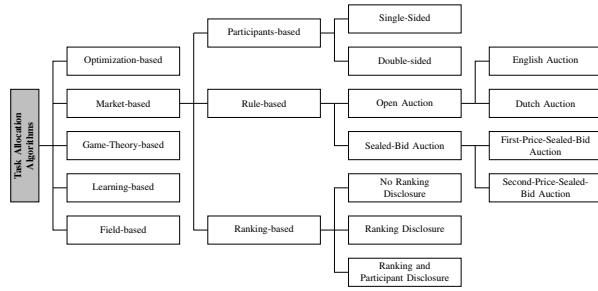 Task Allocation
Algorithms
Optimization-based
Market-based
Game-Theory-based
Learning-based
Field-based
Participants-based
Rule-based
Ranking-based
Single-Sided
Double-sided
Open Auction
Sealed-Bid Auction
No Ranking
Disclosure
Ranking Disclosure
Ranking and
Participant Disclosure
English Auction
Dutch Auction
First-Price-Sealed-Bid
Auction
Second-Price-Sealed-
Bid Auction